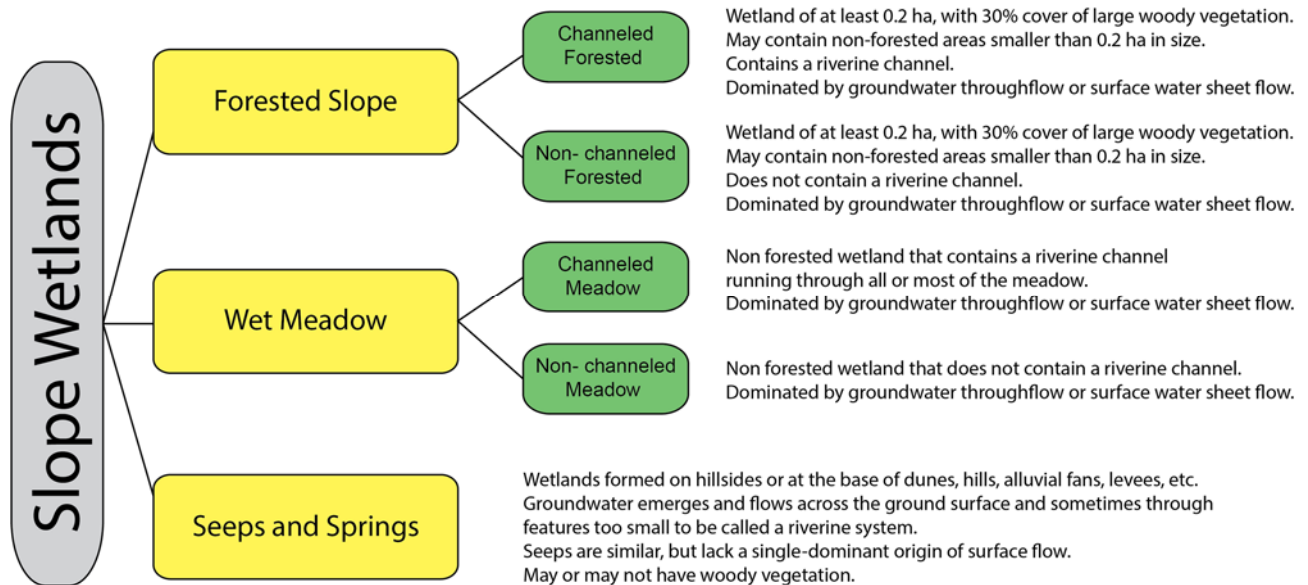 Slope Wetlands
Forested Slope
Channeled
Forested
Wetland of at least 0.2 ha, with 30% cover of large woody vegetation.
May contain non-forested areas smaller than 0.2 ha in size.
Contains a riverine channel.
Dominated by groundwater throughflow or surface water sheet flow.
Non- channeled
Forested
Wetland of at least 0.2 ha, with 30% cover of large woody vegetation.
May contain non-forested areas smaller than 0.2 ha in size.
Does not contain a riverine channel.
Dominated by groundwater throughflow or surface water sheet flow.
Wet Meadow
Channeled
Meadow
Non forested wetland that contains a riverine channel
running through all or most of the meadow.
Dominated by groundwater throughflow or surface water sheet flow.
Non- channeled
Meadow
Non forested wetland that does not contain a riverine channel.
Dominated by groundwater throughflow or surface water sheet flow.
Seeps and Springs
Wetlands formed on hillsides or at the base of dunes, hills, alluvial fans, levees, etc.
Groundwater emerges and flows across the ground surface and sometimes through
features too small to be called a riverine system.
Seeps are similar, but lack a single-dominant origin of surface flow.
May or may not have woody vegetation.